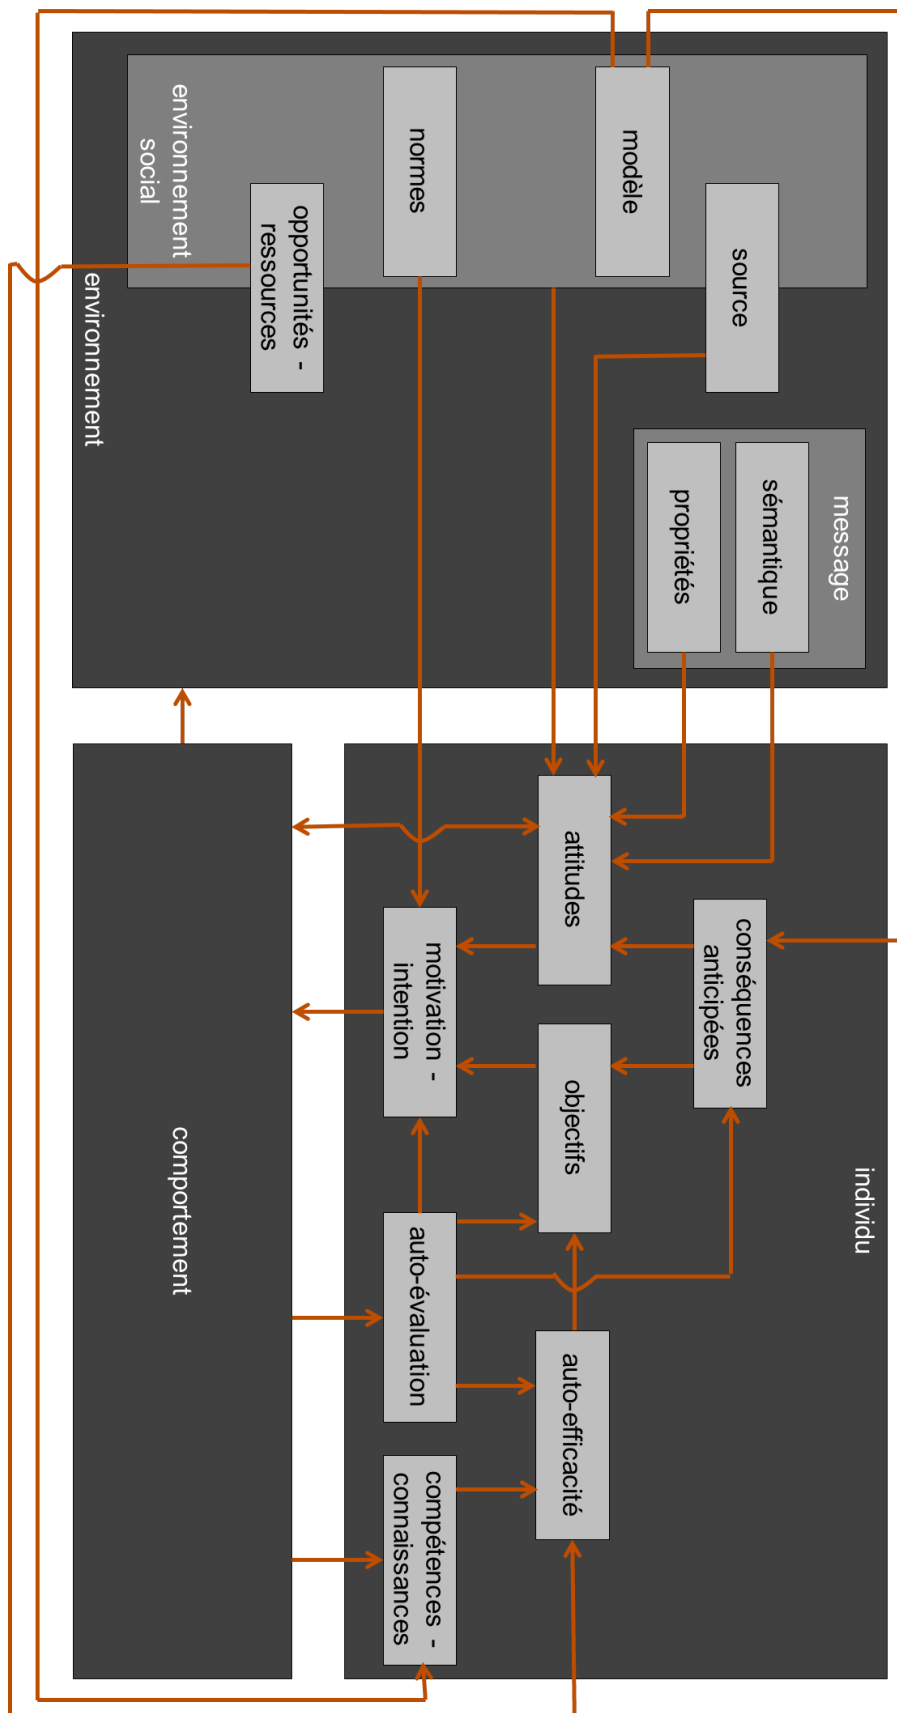 individu
conséquences
anticipées
attitudes
objectifs
auto-efficacité
motivation -
intention
auto-évaluation
compétences -
connaissances
comportement
message
sémantique
propriétés
source
modèle
normes
opportunités -
ressources
environnement
social
environnement